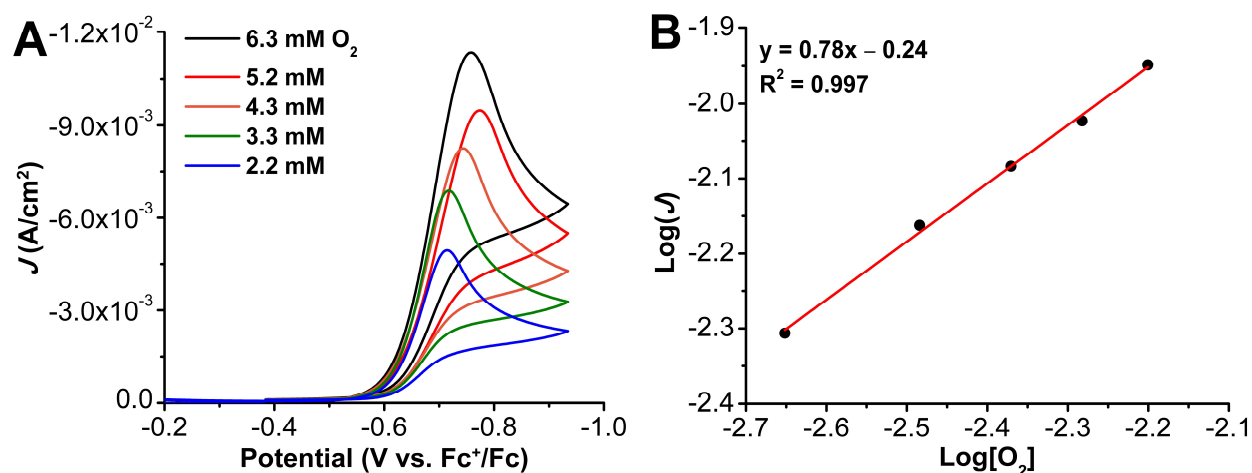 A
-1.2x10⁻²
-9.0x10⁻³
-6.0x10⁻³
-3.0x10⁻³
0.0
J (A/cm²)
6.3 mM O₂
5.2 mM
4.3 mM
3.3 mM
2.2 mM
-0.2 -0.4 -0.6 -0.8 -1.0
Potential (V vs. Fc⁺/Fc)
B
y = 0.78x – 0.24
R² = 0.997
-1.9
-2.0
-2.1
-2.2
-2.3
-2.4
Log(J)
-2.7 -2.6 -2.5 -2.4 -2.3 -2.2 -2.1
Log[O₂]